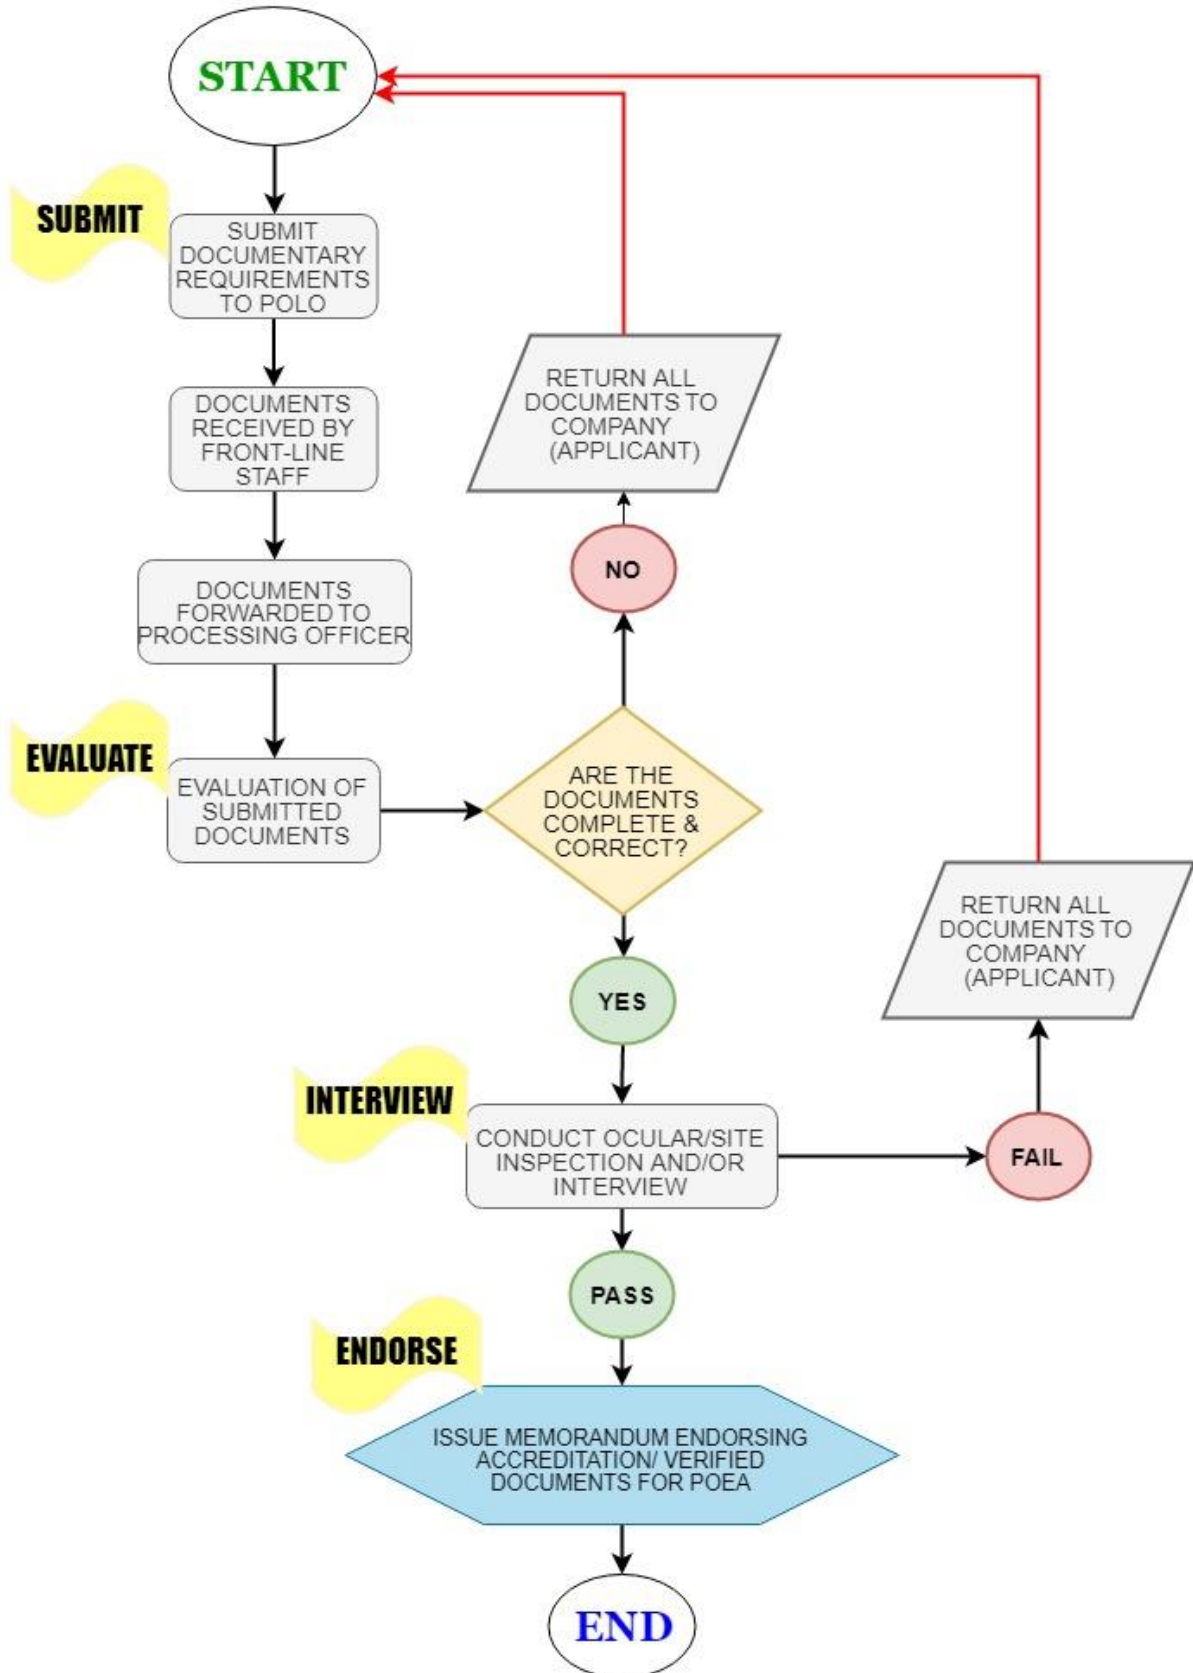 START
SUBMIT
SUBMIT
DOCUMENTARY
REQUIREMENTS
TO POLO
DOCUMENTS
RECEIVED BY
FRONT-LINE
STAFF
DOCUMENTS
FORWARDED TO
PROCESSING OFFICER
EVALUATE
EVALUATION OF
SUBMITTED
DOCUMENTS
ARE THE
DOCUMENTS
COMPLETE &
CORRECT?
NO
RETURN ALL
DOCUMENTS TO
COMPANY
(APPLICANT)
YES
INTERVIEW
CONDUCT OCULAR/SITE
INSPECTION AND/OR
INTERVIEW
FAIL
RETURN ALL
DOCUMENTS TO
COMPANY
(APPLICANT)
PASS
ENDORSE
ISSUE MEMORANDUM ENDORSING
ACCREDITATION/ VERIFIED
DOCUMENTS FOR POEA
END